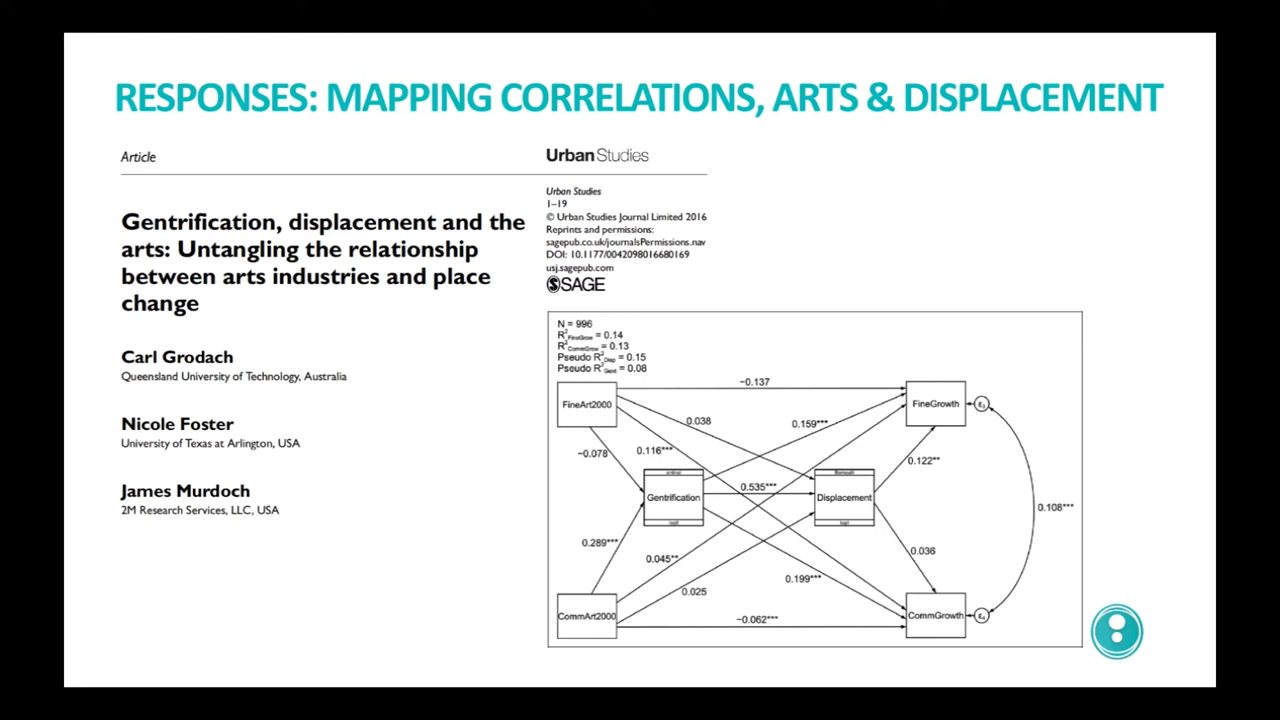 RESPONSES: MAPPING CORRELATIONS, ARTS & DISPLACEMENT
Article
UrbanStudies
Gentrification, displacement and the
arts: Untangling the relationship
between arts industries and place
change
Carl Grodach
Queensland University of Technology, Australia
Nicole Foster
University of Texas at Arlington, USA
James Murdoch
2M Research Services, LLC, USA
Urban Studies
1–19
© Urban Studies Journal Limited 2016
Reprints and permissions:
sagepub.co.uk/journalsPermissions.nav
DOI: 10.1177/0042098016680169
usj.sagepub.com
SAGE
N = 996
R²FineGrow = 0.14
R²CommGrow = 0.13
Pseudo R²Disp = 0.15
Pseudo R²Gent = 0.08
−0.137
FineArt2000
FineGrowth
ε3
0.038
0.159***
−0.078
0.116***
0.122**
Gentrification
0.535***
Displacement
0.108***
0.289***
0.045**
0.036
0.199***
0.025
CommArt2000
−0.062***
CommGrowth
ε4